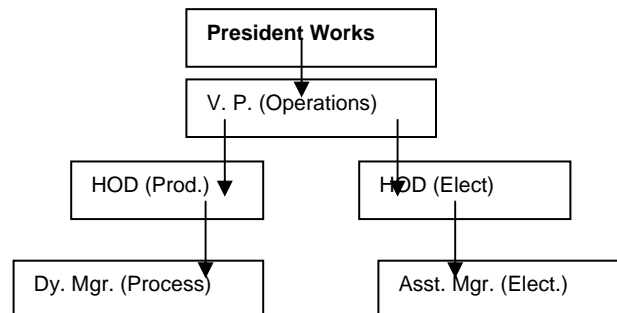 President Works
V. P. (Operations)
HOD (Prod.)
HOD (Elect)
Dy. Mgr. (Process)
Asst. Mgr. (Elect.)